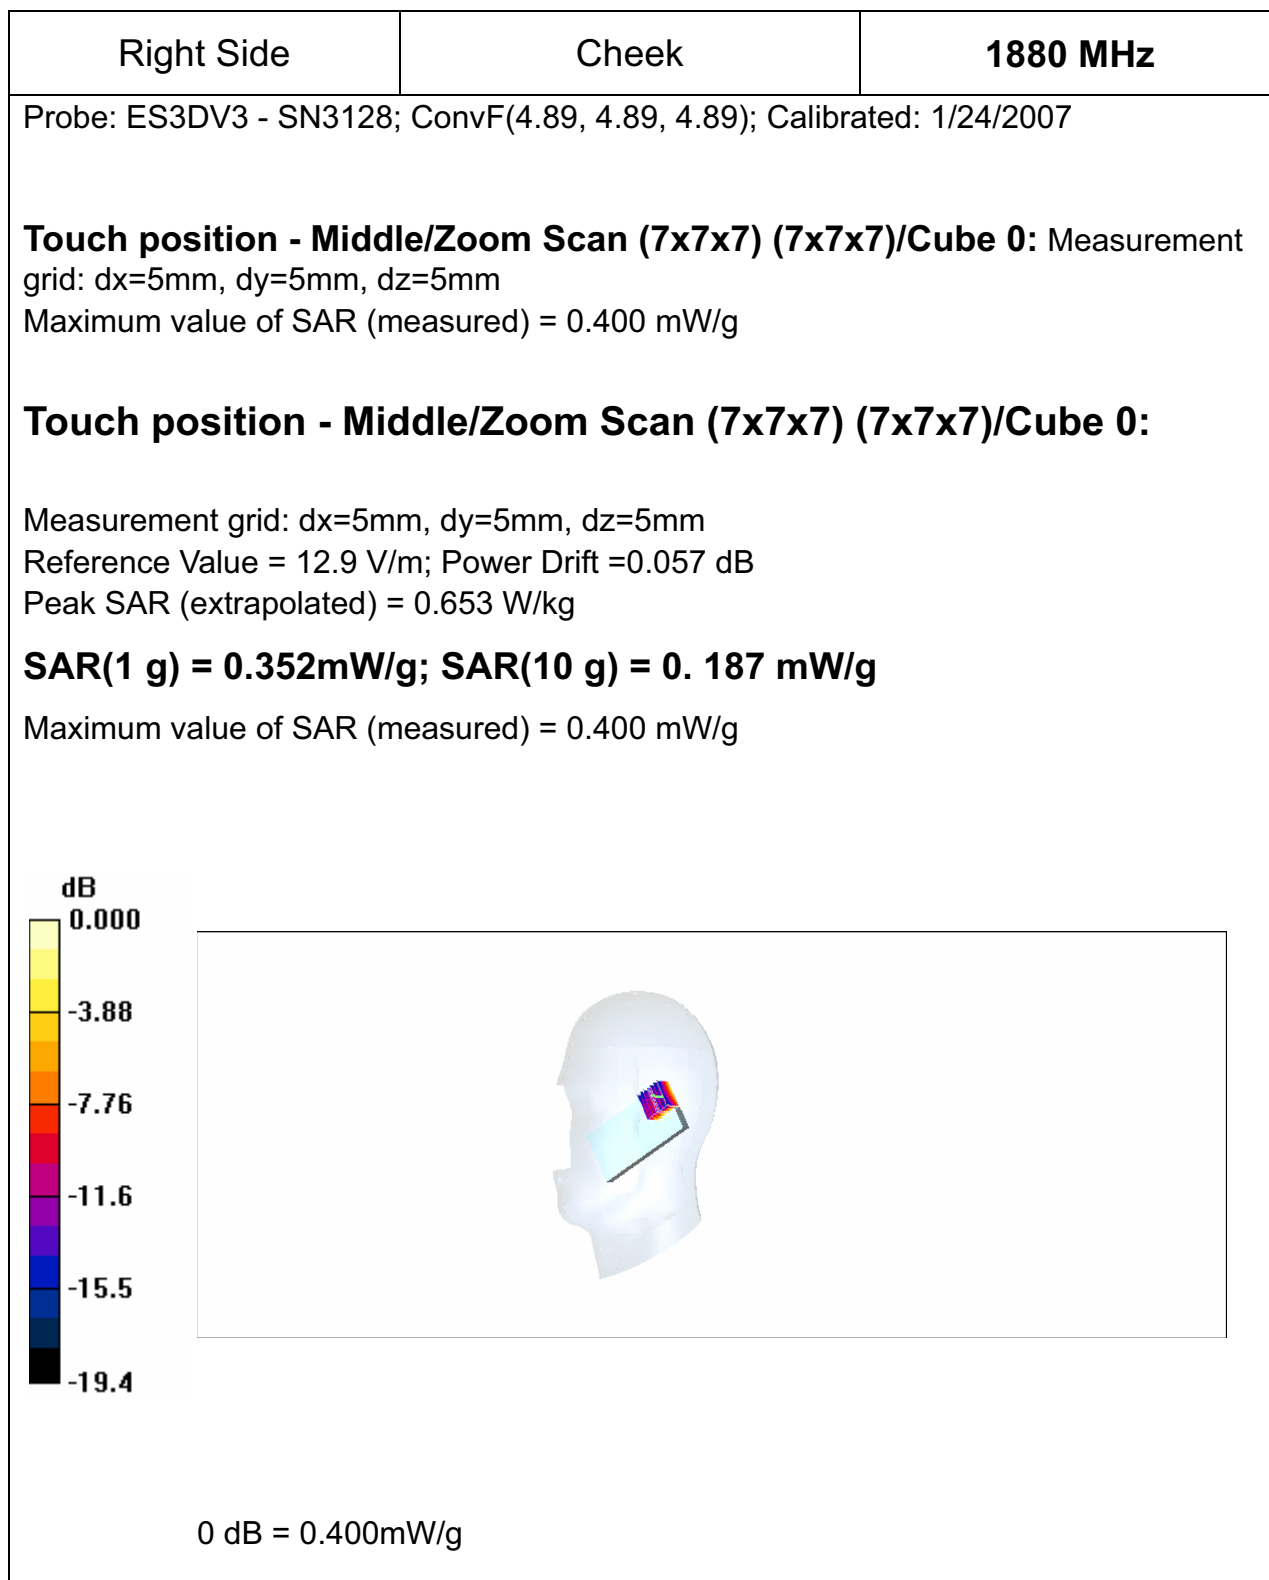 Right Side
Cheek
1880 MHz
Probe: ES3DV3 - SN3128; ConvF(4.89, 4.89, 4.89); Calibrated: 1/24/2007
Touch position - Middle/Zoom Scan (7x7x7) (7x7x7)/Cube 0: Measurement
grid: dx=5mm, dy=5mm, dz=5mm
Maximum value of SAR (measured) = 0.400 mW/g
Touch position - Middle/Zoom Scan (7x7x7) (7x7x7)/Cube 0:
Measurement grid: dx=5mm, dy=5mm, dz=5mm
Reference Value = 12.9 V/m; Power Drift =0.057 dB
Peak SAR (extrapolated) = 0.653 W/kg
SAR(1 g) = 0.352mW/g; SAR(10 g) = 0. 187 mW/g
Maximum value of SAR (measured) = 0.400 mW/g
dB
0.000
-3.88
-7.76
-11.6
-15.5
-19.4
0 dB = 0.400mW/g